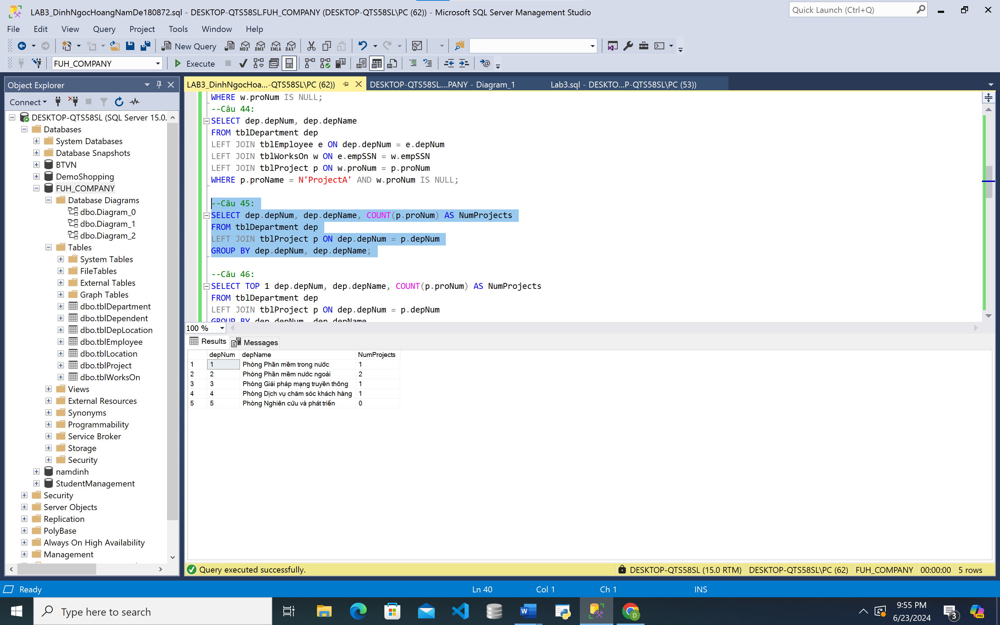 LAB3_DinhNgocHoangNamDe180872.sql - DESKTOP-QTS58SL.FUH_COMPANY (DESKTOP-QTS58SL\PC (62)) - Microsoft SQL Server Management Studio
Quick Launch (Ctrl+Q)
File Edit View Query Project Tools Window Help
New Query MDX DMX XMLA DAX
FUH_COMPANY Execute
Object Explorer
Connect
DESKTOP-QTS58SL (SQL Server 15.0.
Databases
System Databases
Database Snapshots
BTVN
DemoShopping
FUH_COMPANY
Database Diagrams
dbo.Diagram_0
dbo.Diagram_1
dbo.Diagram_2
Tables
System Tables
FileTables
External Tables
Graph Tables
dbo.tblDepartment
dbo.tblDependent
dbo.tblDepLocation
dbo.tblEmployee
dbo.tblLocation
dbo.tblProject
dbo.tblWorksOn
Views
External Resources
Synonyms
Programmability
Service Broker
Storage
Security
namdinh
StudentManagement
Security
Server Objects
Replication
PolyBase
Always On High Availability
Management
LAB3_DinhNgocHoa...-QTS58SL\PC (62)) DESKTOP-QTS58SL....PANY - Diagram_1 Lab3.sql - DESKTO...P-QTS58SL\PC (53))
WHERE w.proNum IS NULL;
--Câu 44:
SELECT dep.depNum, dep.depName
FROM tblDepartment dep
LEFT JOIN tblEmployee e ON dep.depNum = e.depNum
LEFT JOIN tblWorksOn w ON e.empSSN = w.empSSN
LEFT JOIN tblProject p ON w.proNum = p.proNum
WHERE p.proName = N'ProjectA' AND w.proNum IS NULL;
--Câu 45:
SELECT dep.depNum, dep.depName, COUNT(p.proNum) AS NumProjects
FROM tblDepartment dep
LEFT JOIN tblProject p ON dep.depNum = p.depNum
GROUP BY dep.depNum, dep.depName;
--Câu 46:
SELECT TOP 1 dep.depNum, dep.depName, COUNT(p.proNum) AS NumProjects
FROM tblDepartment dep
LEFT JOIN tblProject p ON dep.depNum = p.depNum
GROUP BY dep.depNum, dep.depName
100 %
Results Messages
depNum depName NumProjects
1 1 Phòng Phần mềm trong nước 1
2 2 Phòng Phần mềm nước ngoài 2
3 3 Phòng Giải pháp mạng truyền thông 1
4 4 Phòng Dịch vụ chăm sóc khách hàng 1
5 5 Phòng Nghiên cứu và phát triển 0
Query executed successfully. DESKTOP-QTS58SL (15.0 RTM) DESKTOP-QTS58SL\PC (62) FUH_COMPANY 00:00:00 5 rows
Ready Ln 40 Col 1 Ch 1 INS
Type here to search
9:55 PM
6/23/2024
3
PRE